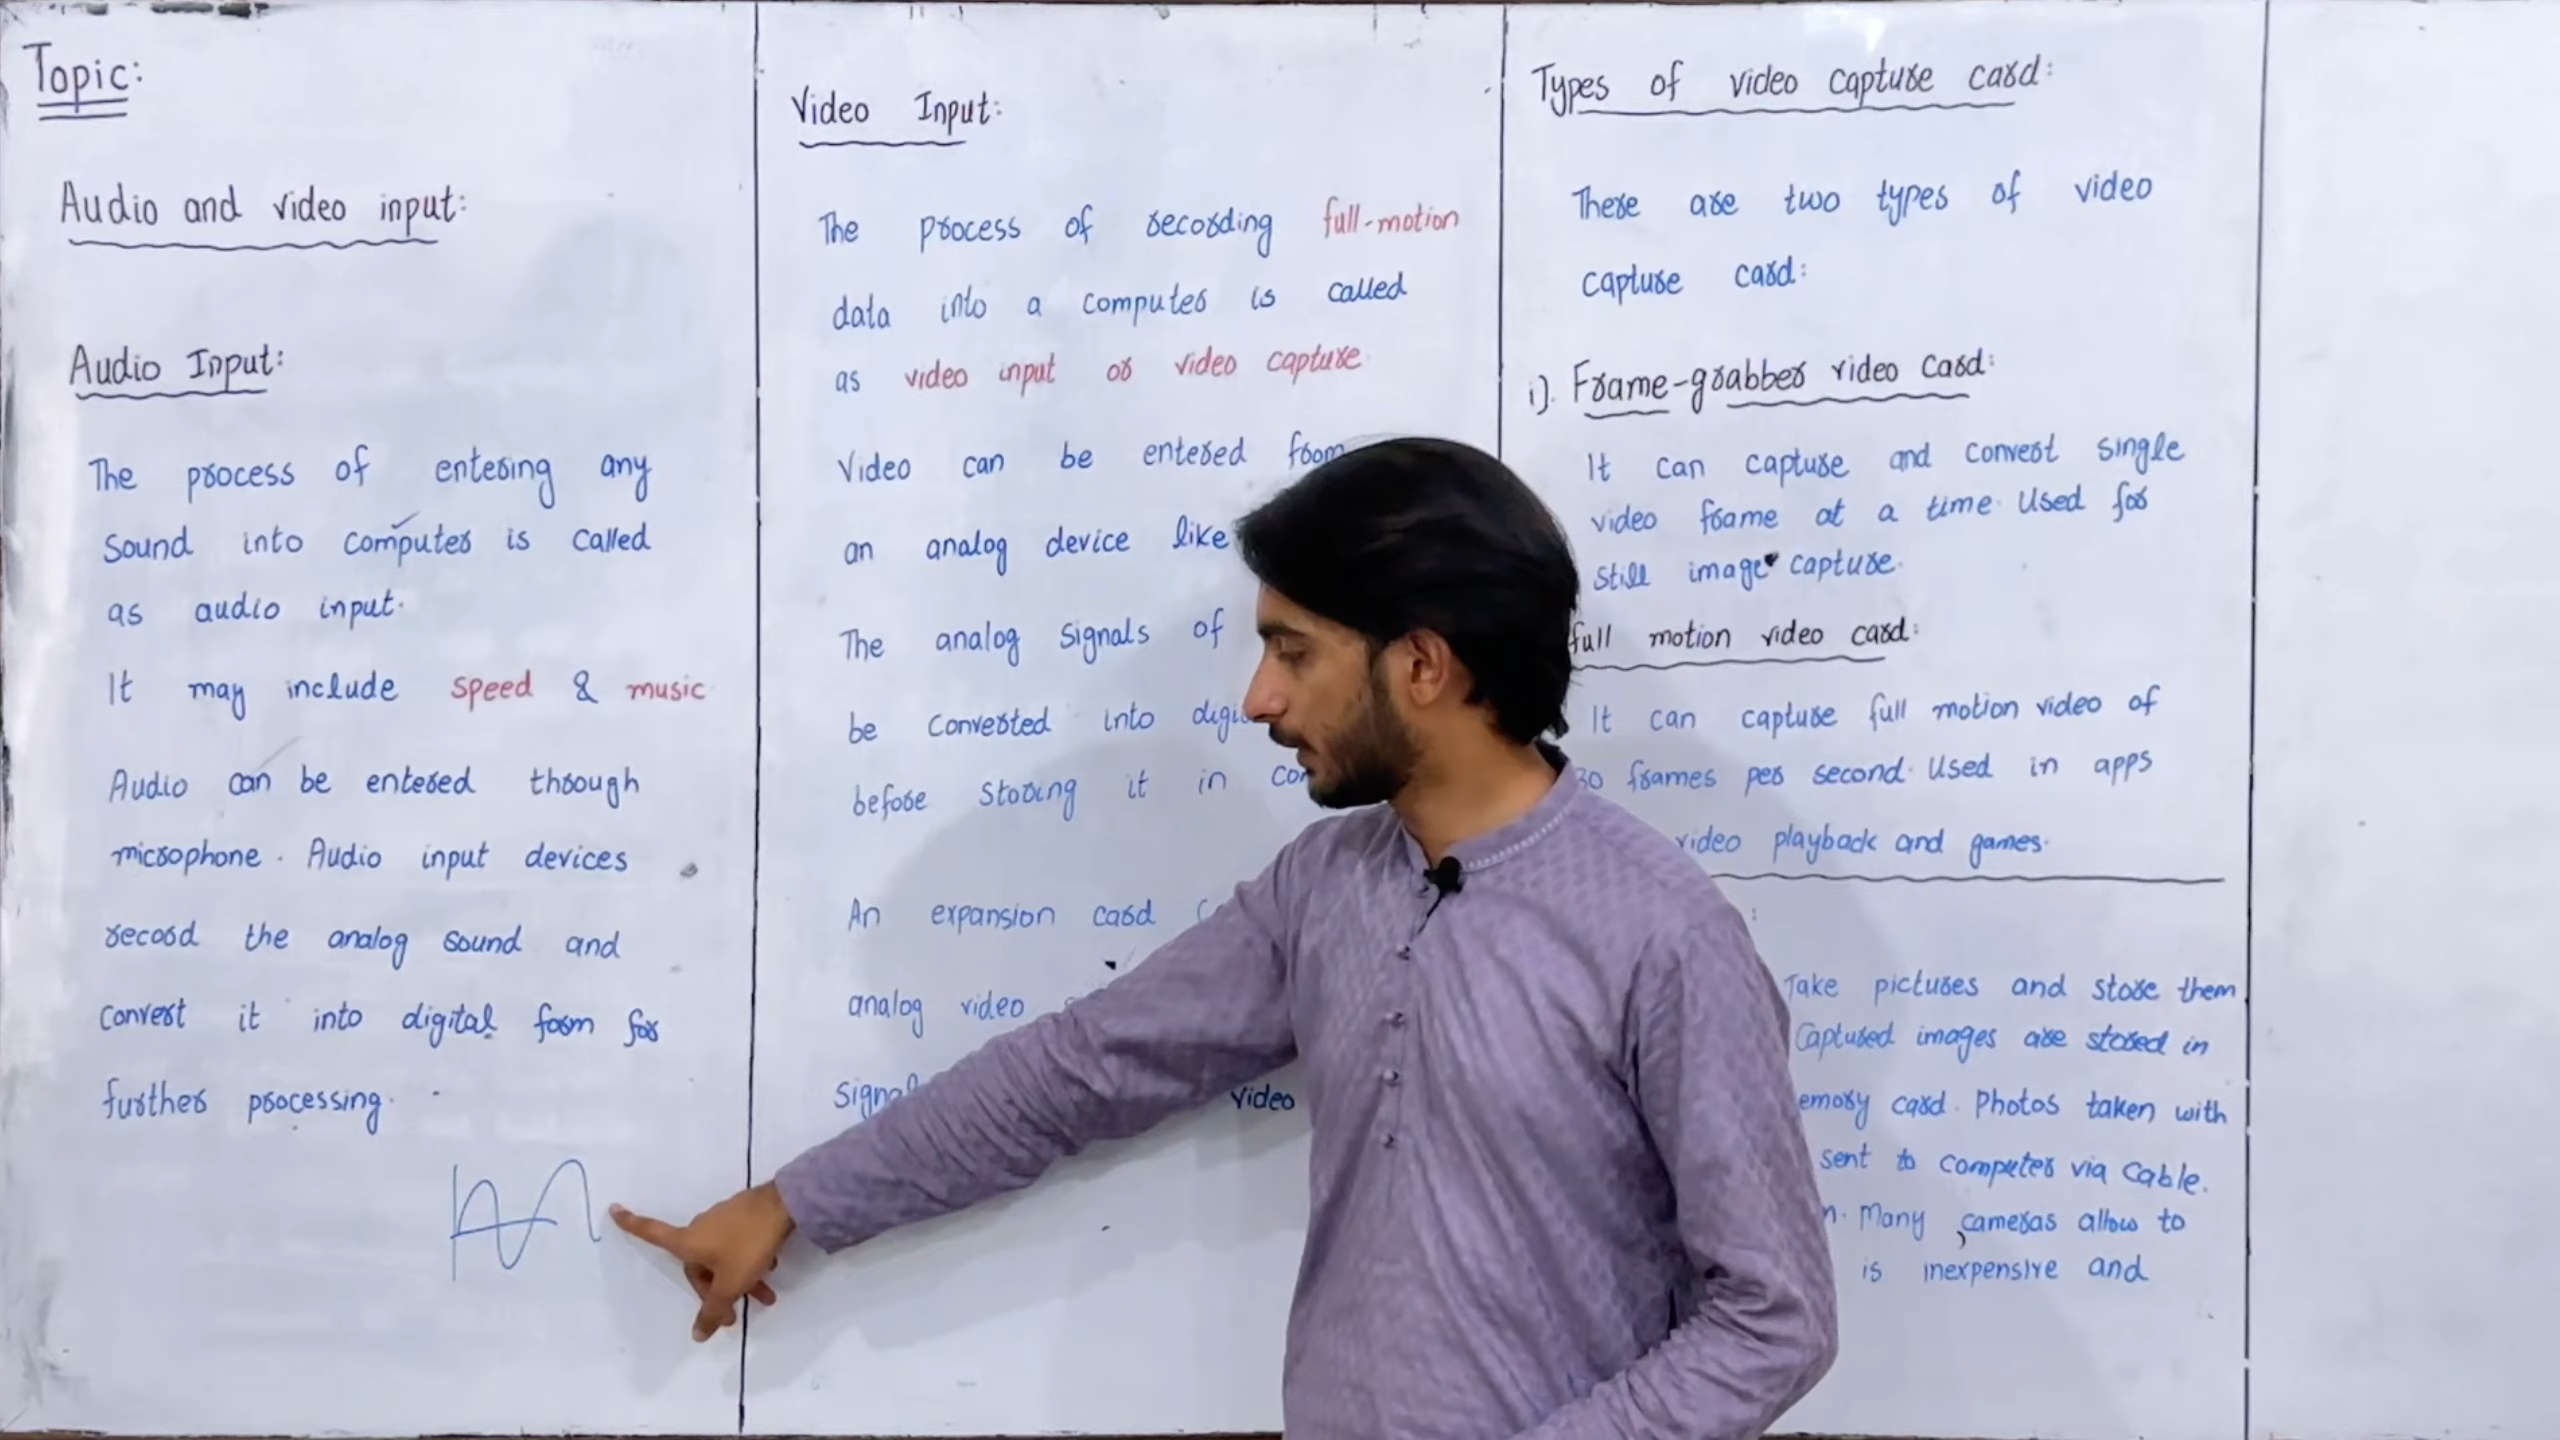 Topic:
Audio and video input:
Audio Input:
The process of entering any
sound into computer is called
as audio input.
It may include speed & music
Audio can be entered through
microphone. Audio input devices
record the analog sound and
convert it into digital form for
further processing.
Video Input:
The process of recording full-motion
data into a computer is called
as video input or video capture
Video can be entered from
an analog device like
The analog signals of
be converted into
before storing it in
An expansion card
analog video
video
Types of video capture card:
There are two types of video
capture card:
i). Frame-grabber video card:
It can capture and convert single
video frame at a time. Used for
still image capture.
full motion video card:
It can capture full motion video of
30 frames per second. Used in apps
video playback and games.
Take pictures and store them
Captured images are stored in
card. Photos taken with
sent to computer via cable.
Many cameras allow to
is inexpensive and